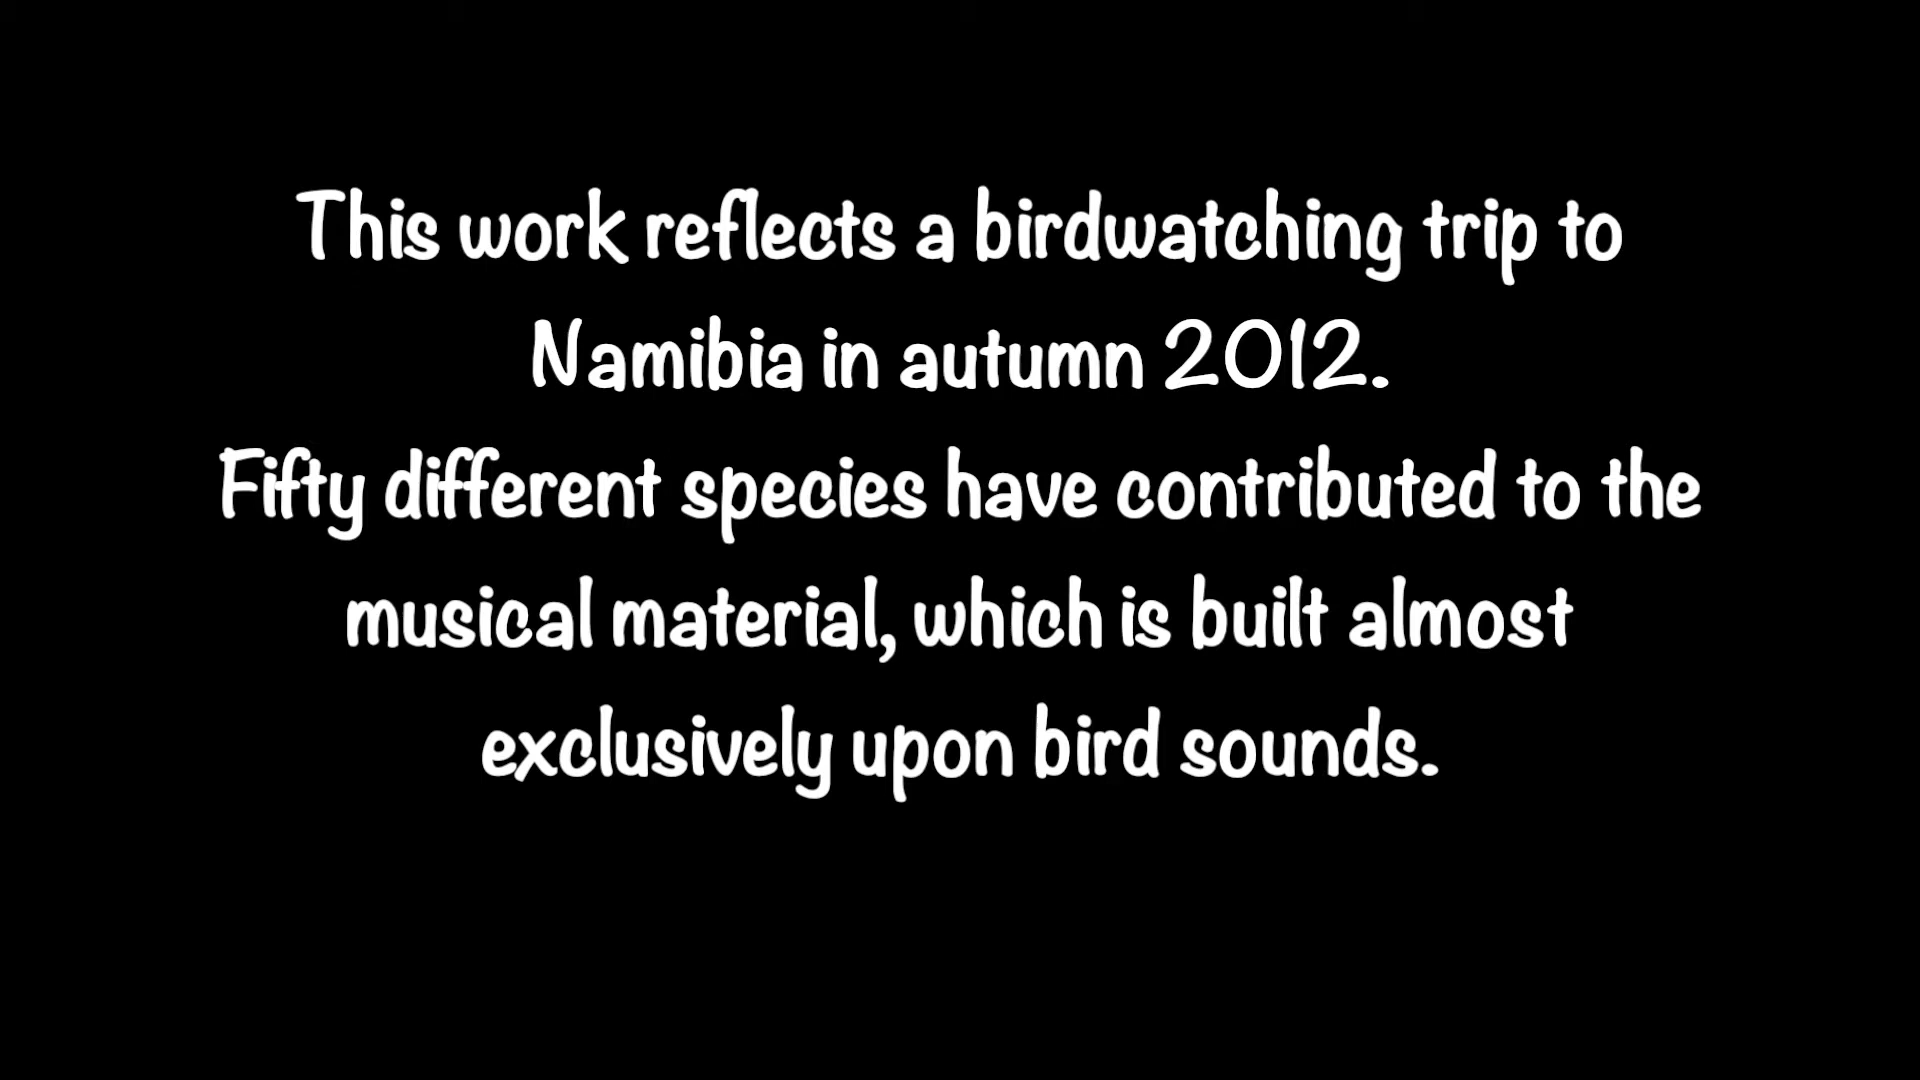 This work reflects a birdwatching trip to
Namibia in autumn 2012.
Fifty different species have contributed to the
musical material, which is built almost
exclusively upon bird sounds.